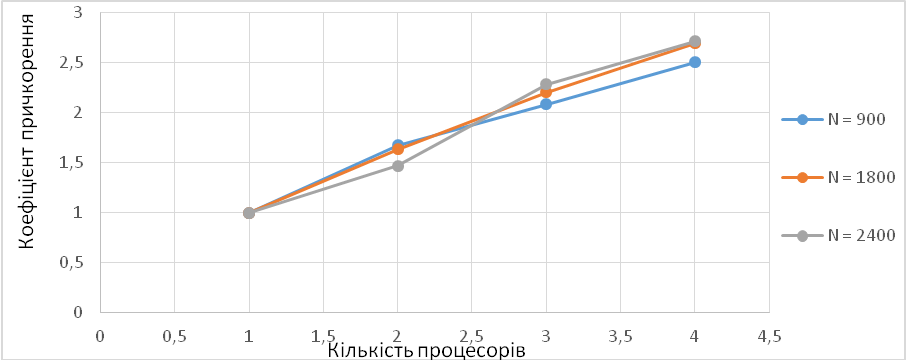 Коефіцієнт причкорення
3
2,5
2
1,5
1
0,5
0
0 0,5 1 1,5 2 2,5 3 3,5 4 4,5
Кількість процесорів
N = 900
N = 1800
N = 2400